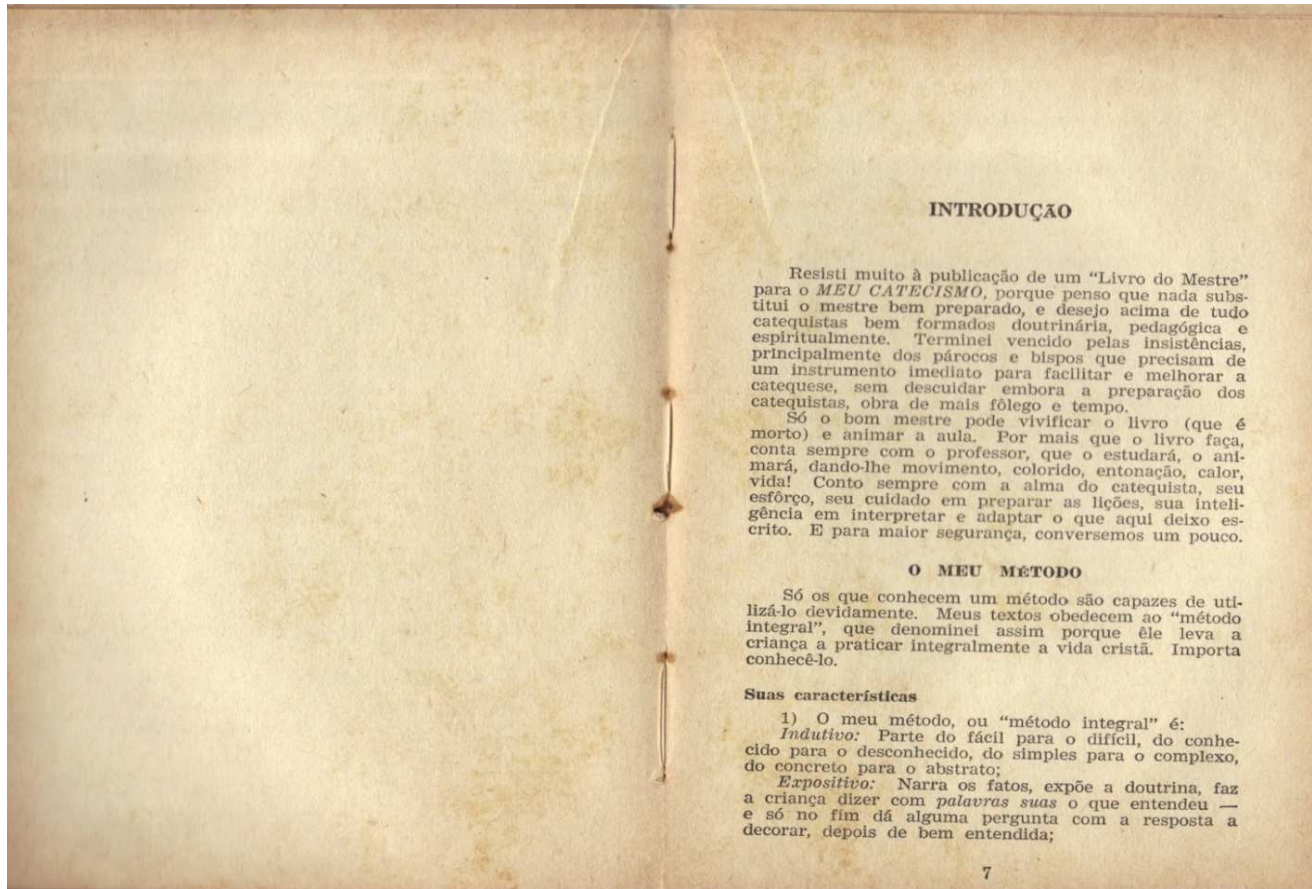 INTRODUÇÃO
Resisti muito à publicação de um “Livro do Mestre”
para o MEU CATECISMO, porque penso que nada subs-
titui o mestre bem preparado, e desejo acima de tudo
catequistas bem formados doutrinária, pedagógica e
espiritualmente. Terminei vencido pelas insistências,
principalmente dos párocos e bispos que precisam de
um instrumento imediato para facilitar e melhorar a
catequese, sem descuidar embora a preparação dos
catequistas, obra de mais fôlego e tempo.
Só o bom mestre pode vivificar o livro (que é
morto) e animar a aula. Por mais que o livro faça,
conta sempre com o professor, que o estudará, o ani-
mará, dando-lhe movimento, colorido, entonação, calor,
vida! Conto sempre com a alma do catequista, seu
esfôrço, seu cuidado em preparar as lições, sua inteli-
gência em interpretar e adaptar o que aqui deixo es-
crito. E para maior segurança, conversemos um pouco.
O MEU MÉTODO
Só os que conhecem um método são capazes de uti-
lizá-lo devidamente. Meus textos obedecem ao “método
integral”, que denominei assim porque êle leva a
criança a praticar integralmente a vida cristã. Importa
conhecê-lo.
Suas características
1) O meu método, ou “método integral” é:
Indutivo: Parte do fácil para o difícil, do conhe-
cido para o desconhecido, do simples para o complexo,
do concreto para o abstrato;
Expositivo: Narra os fatos, expõe a doutrina, faz
a criança dizer com palavras suas o que entendeu —
e só no fim dá alguma pergunta com a resposta a
decorar, depois de bem entendida;
7